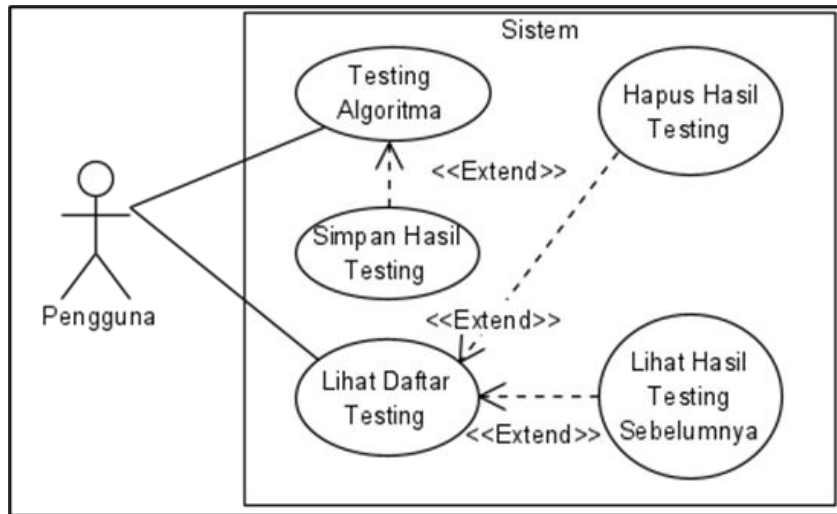 Sistem
Testing
Algoritma
Hapus Hasil
Testing
<<Extend>>
Simpan Hasil
Testing
Pengguna
<<Extend>>
Lihat Daftar
Testing
Lihat Hasil
Testing
Sebelumnya
<<Extend>>